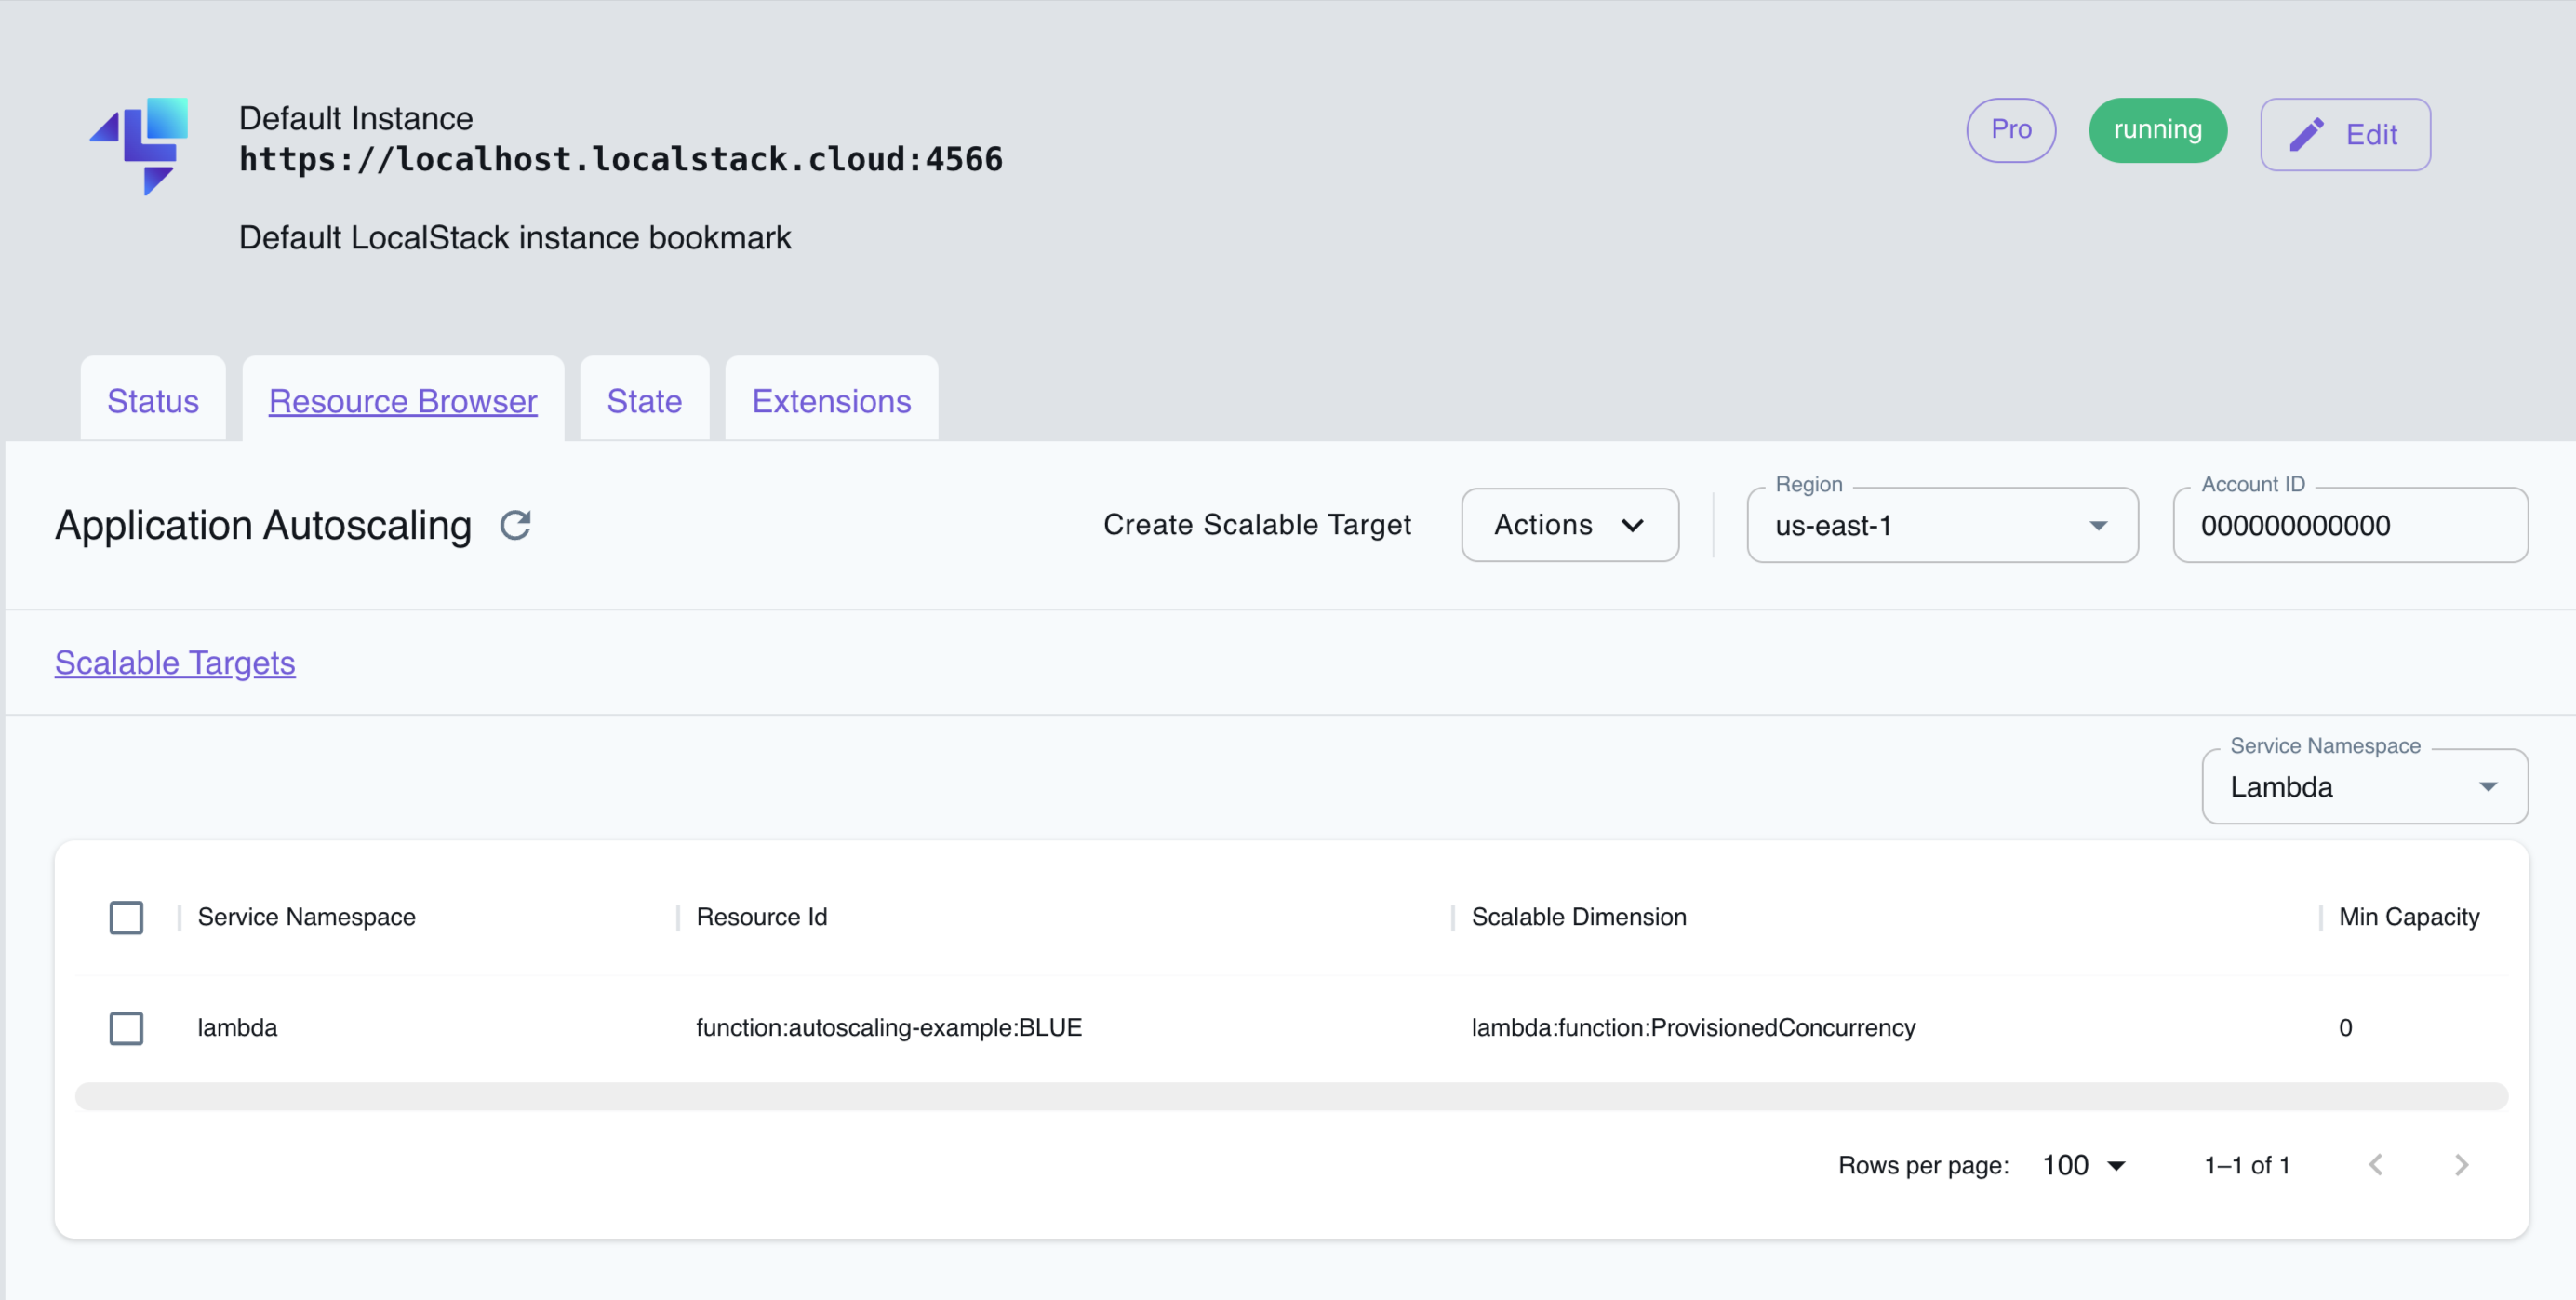 Default Instance
https://localhost.localstack.cloud:4566
Default LocalStack instance bookmark
Pro
running
Edit
Status
Resource Browser
State
Extensions
Application Autoscaling
Create Scalable Target
Actions
Region
us-east-1
Account ID
000000000000
Scalable Targets
Service Namespace
Lambda
Service Namespace
Resource Id
Scalable Dimension
Min Capacity
lambda
function:autoscaling-example:BLUE
lambda:function:ProvisionedConcurrency
0
Rows per page:
100
1–1 of 1